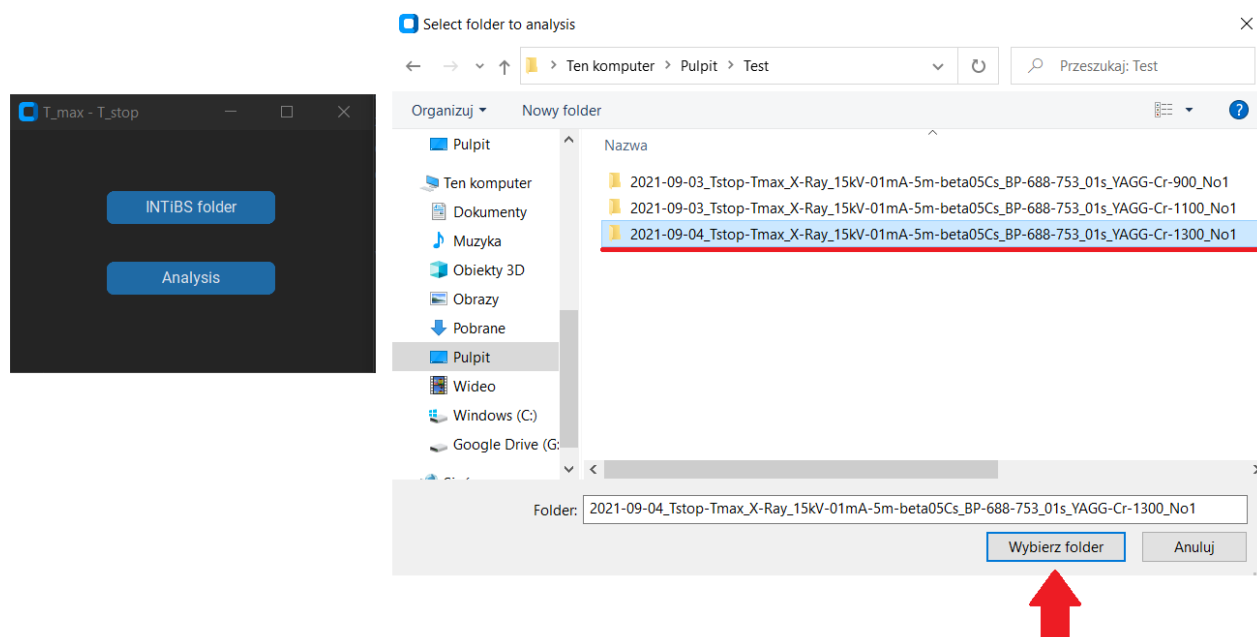 T_max - T_stop
INTiBS folder
Analysis
Select folder to analysis
Ten komputer > Pulpit > Test
Przeszukaj: Test
Organizuj
Nowy folder
Pulpit
Ten komputer
Dokumenty
Muzyka
Obiekty 3D
Obrazy
Pobrane
Pulpit
Wideo
Windows (C:)
Google Drive (G:
Nazwa
2021-09-03_Tstop-Tmax_X-Ray_15kV-01mA-5m-beta05Cs_BP-688-753_01s_YAGG-Cr-900_No1
2021-09-03_Tstop-Tmax_X-Ray_15kV-01mA-5m-beta05Cs_BP-688-753_01s_YAGG-Cr-1100_No1
2021-09-04_Tstop-Tmax_X-Ray_15kV-01mA-5m-beta05Cs_BP-688-753_01s_YAGG-Cr-1300_No1
Folder: 2021-09-04_Tstop-Tmax_X-Ray_15kV-01mA-5m-beta05Cs_BP-688-753_01s_YAGG-Cr-1300_No1
Wybierz folder
Anuluj